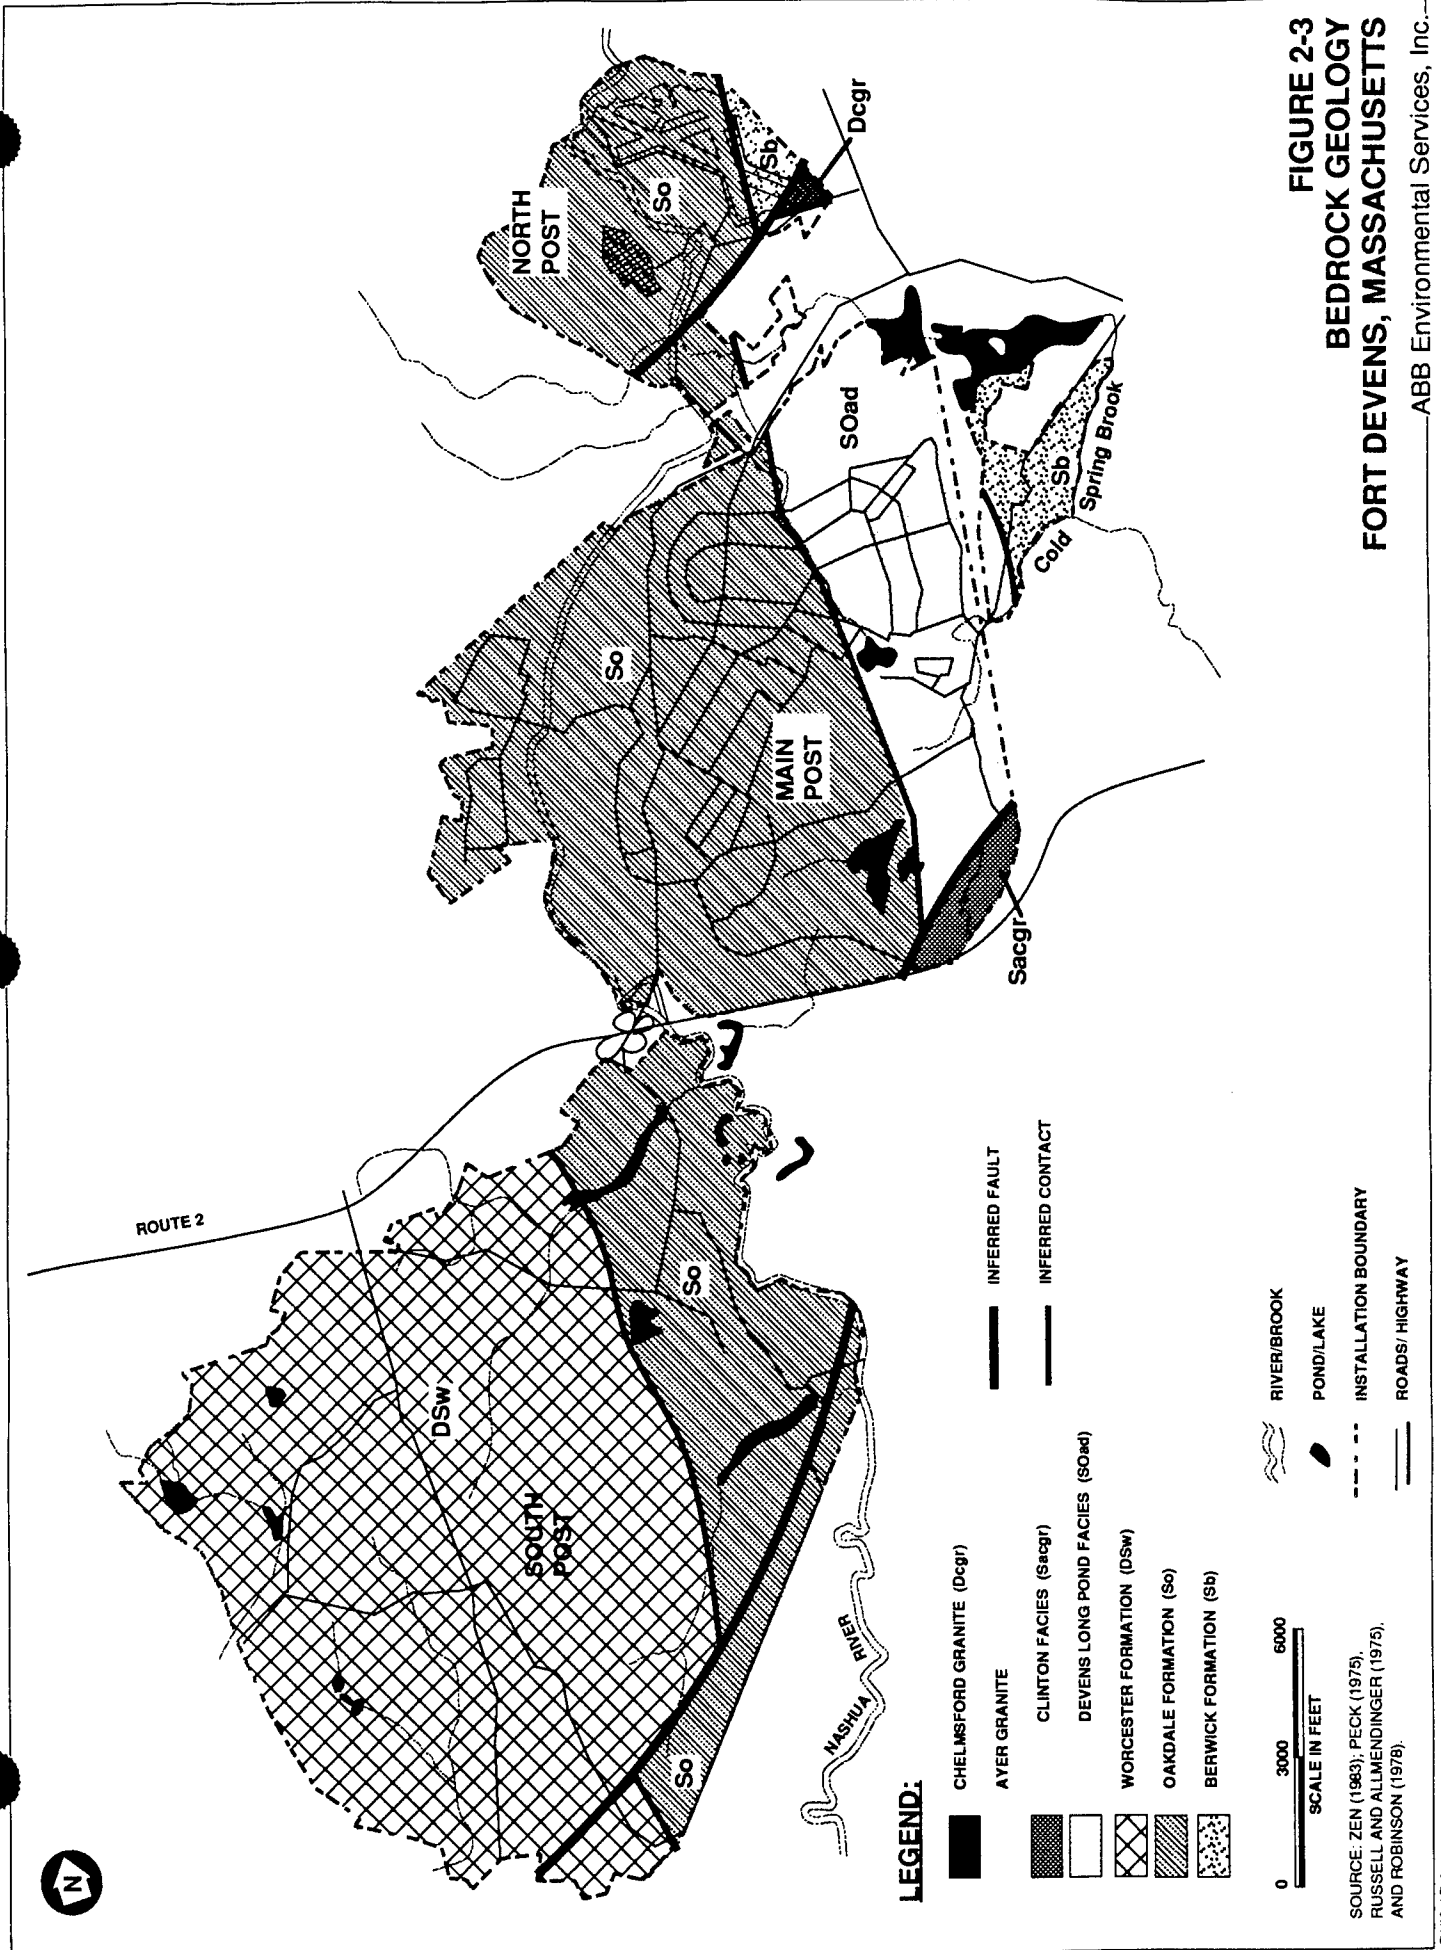 N
ROUTE 2
NORTH
POST
So
Sb
Dcgr
So
MAIN
POST
SOad
Sb
Cold
Spring Brook
Sacgr
DSw
SOUTH
POST
So
So
NASHUA
RIVER
LEGEND:
CHELMSFORD GRANITE (Dcgr)
AYER GRANITE
CLINTON FACIES (Sacgr)
DEVENS LONG POND FACIES (SOad)
WORCESTER FORMATION (DSw)
OAKDALE FORMATION (So)
BERWICK FORMATION (Sb)
INFERRED FAULT
INFERRED CONTACT
RIVER/BROOK
POND/LAKE
INSTALLATION BOUNDARY
ROADS/ HIGHWAY
0 3000 6000
SCALE IN FEET
SOURCE: ZEN (1983); PECK (1975),
RUSSELL AND ALLMENDINGER (1975),
AND ROBINSON (1978).
FIGURE 2-3
BEDROCK GEOLOGY
FORT DEVENS, MASSACHUSETTS
ABB Environmental Services, Inc.